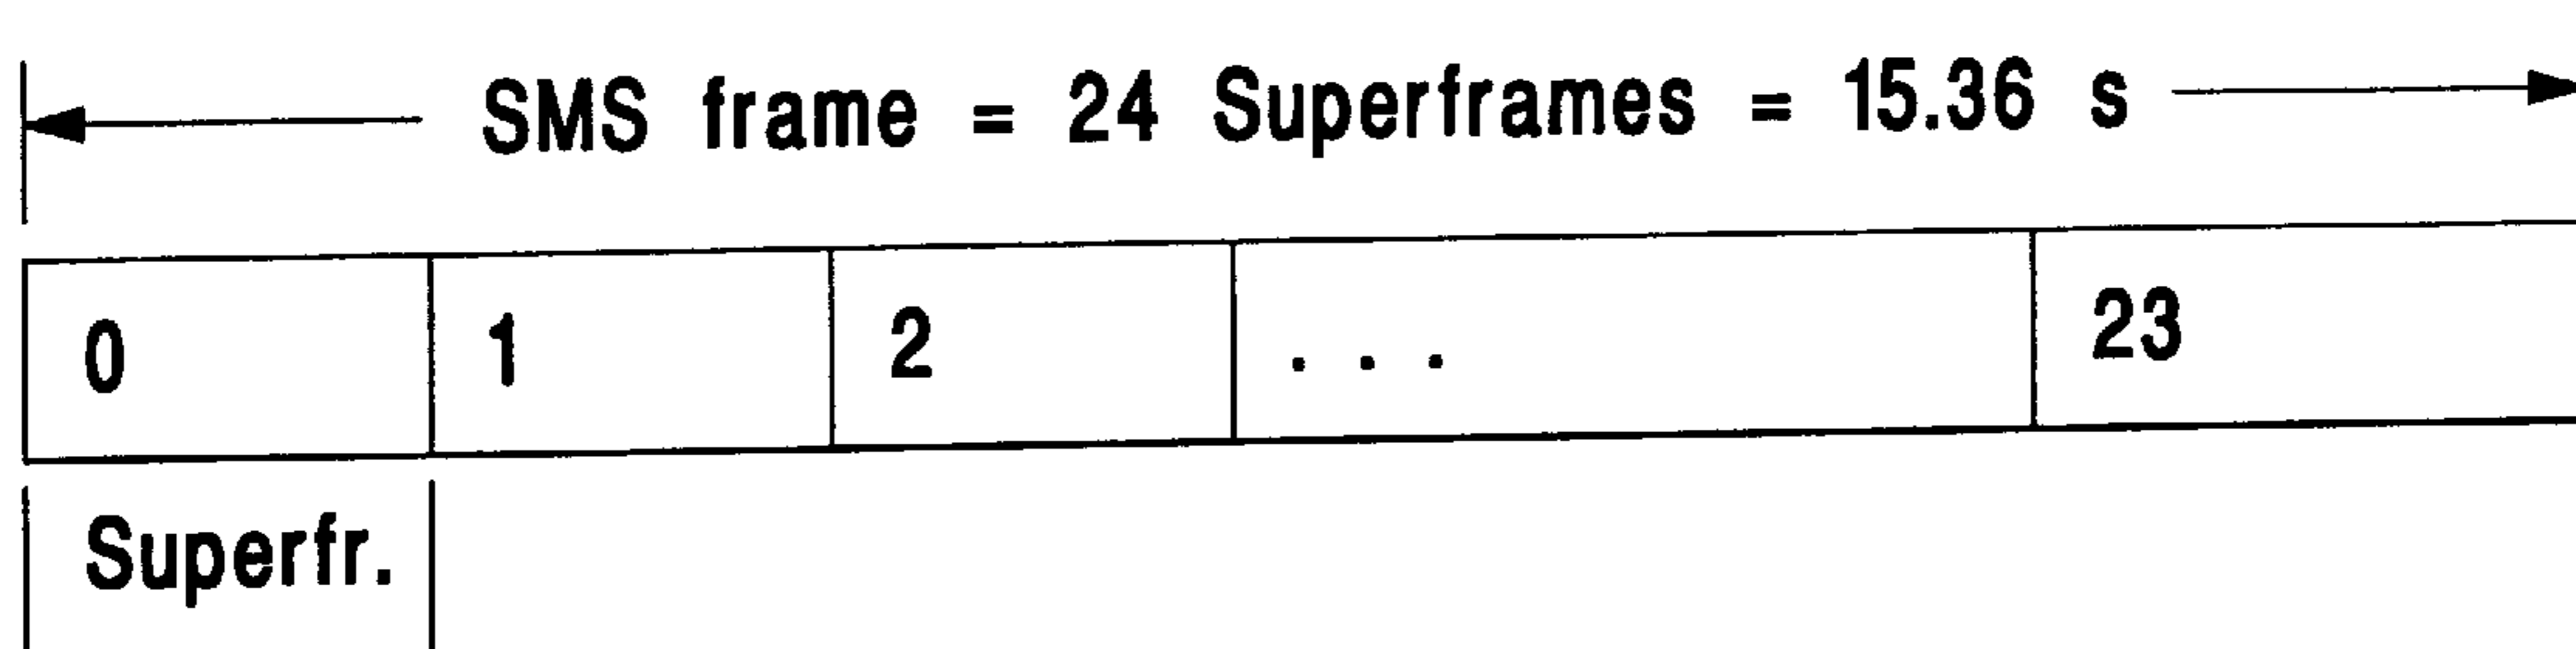 SMS frame = 24 Superframes = 15.36 s
0 1 2 . . . 23
Superfr.